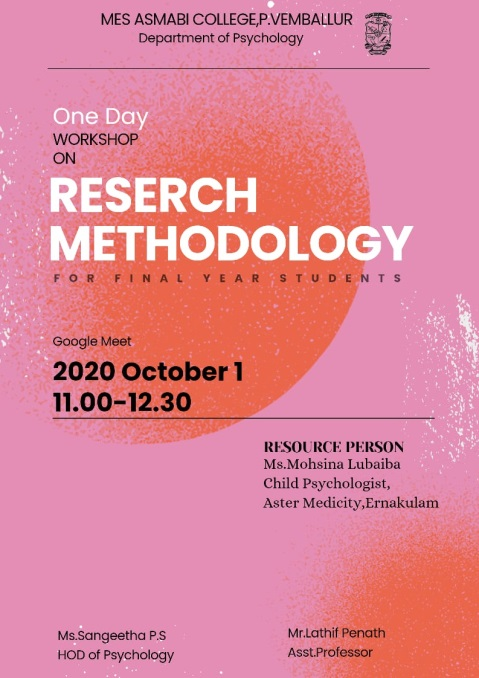 MES ASMABI COLLEGE,P.VEMBALLUR
Department of Psychology
One Day
WORKSHOP
ON
RESERCH
METHODOLOGY
FOR FINAL YEAR STUDENTS
Google Meet
2020 October 1
11.00-12.30
RESOURCE PERSON
Ms.Mohsina Lubaiba
Child Psychologist,
Aster Medicity,Ernakulam
Ms.Sangeetha P.S
HOD of Psychology
Mr.Lathif Penath
Asst.Professor